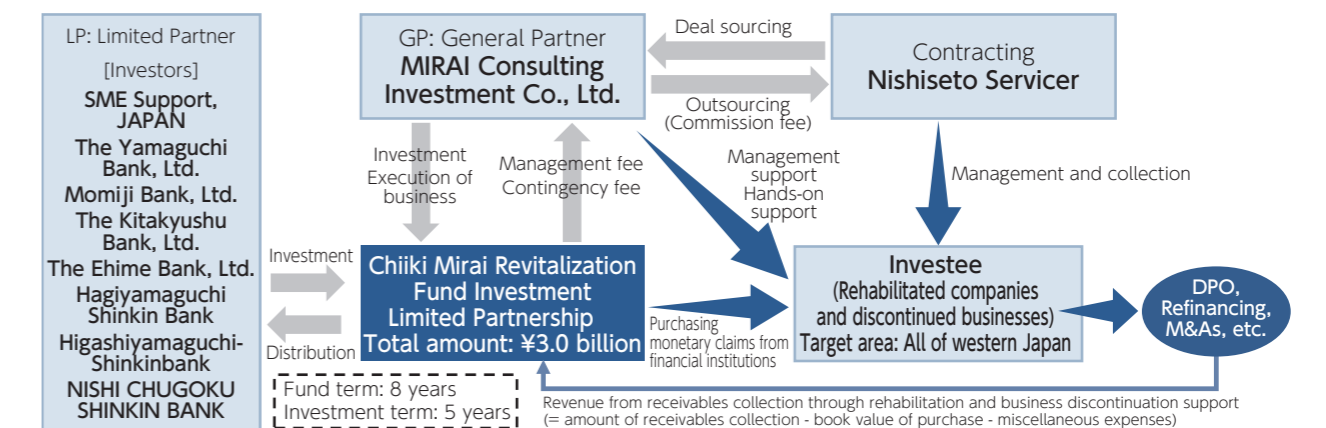 LP: Limited Partner
[Investors]
SME Support,
JAPAN
The Yamaguchi
Bank, Ltd.
Momiji Bank, Ltd.
The Kitakyushu
Bank, Ltd.
The Ehime Bank, Ltd.
Hagiyamaguchi
Shinkin Bank
Higashiyamaguchi-
Shinkinbank
NISHI CHUGOKU
SHINKIN BANK
GP: General Partner
MIRAI Consulting
Investment Co., Ltd.
Deal sourcing
Outsourcing
(Commission fee)
Contracting
Nishiseto Servicer
Investment
Execution of
business
Management fee
Contingency fee
Management
support
Hands-on
support
Management and collection
Investment
Distribution
Chiiki Mirai Revitalization
Fund Investment
Limited Partnership
Total amount: ¥3.0 billion
Purchasing
monetary claims from
financial institutions
Investee
(Rehabilitated companies
and discontinued businesses)
Target area: All of western Japan
DPO,
Refinancing,
M&As, etc.
Fund term: 8 years
Investment term: 5 years
Revenue from receivables collection through rehabilitation and business discontinuation support
(= amount of receivables collection - book value of purchase - miscellaneous expenses)